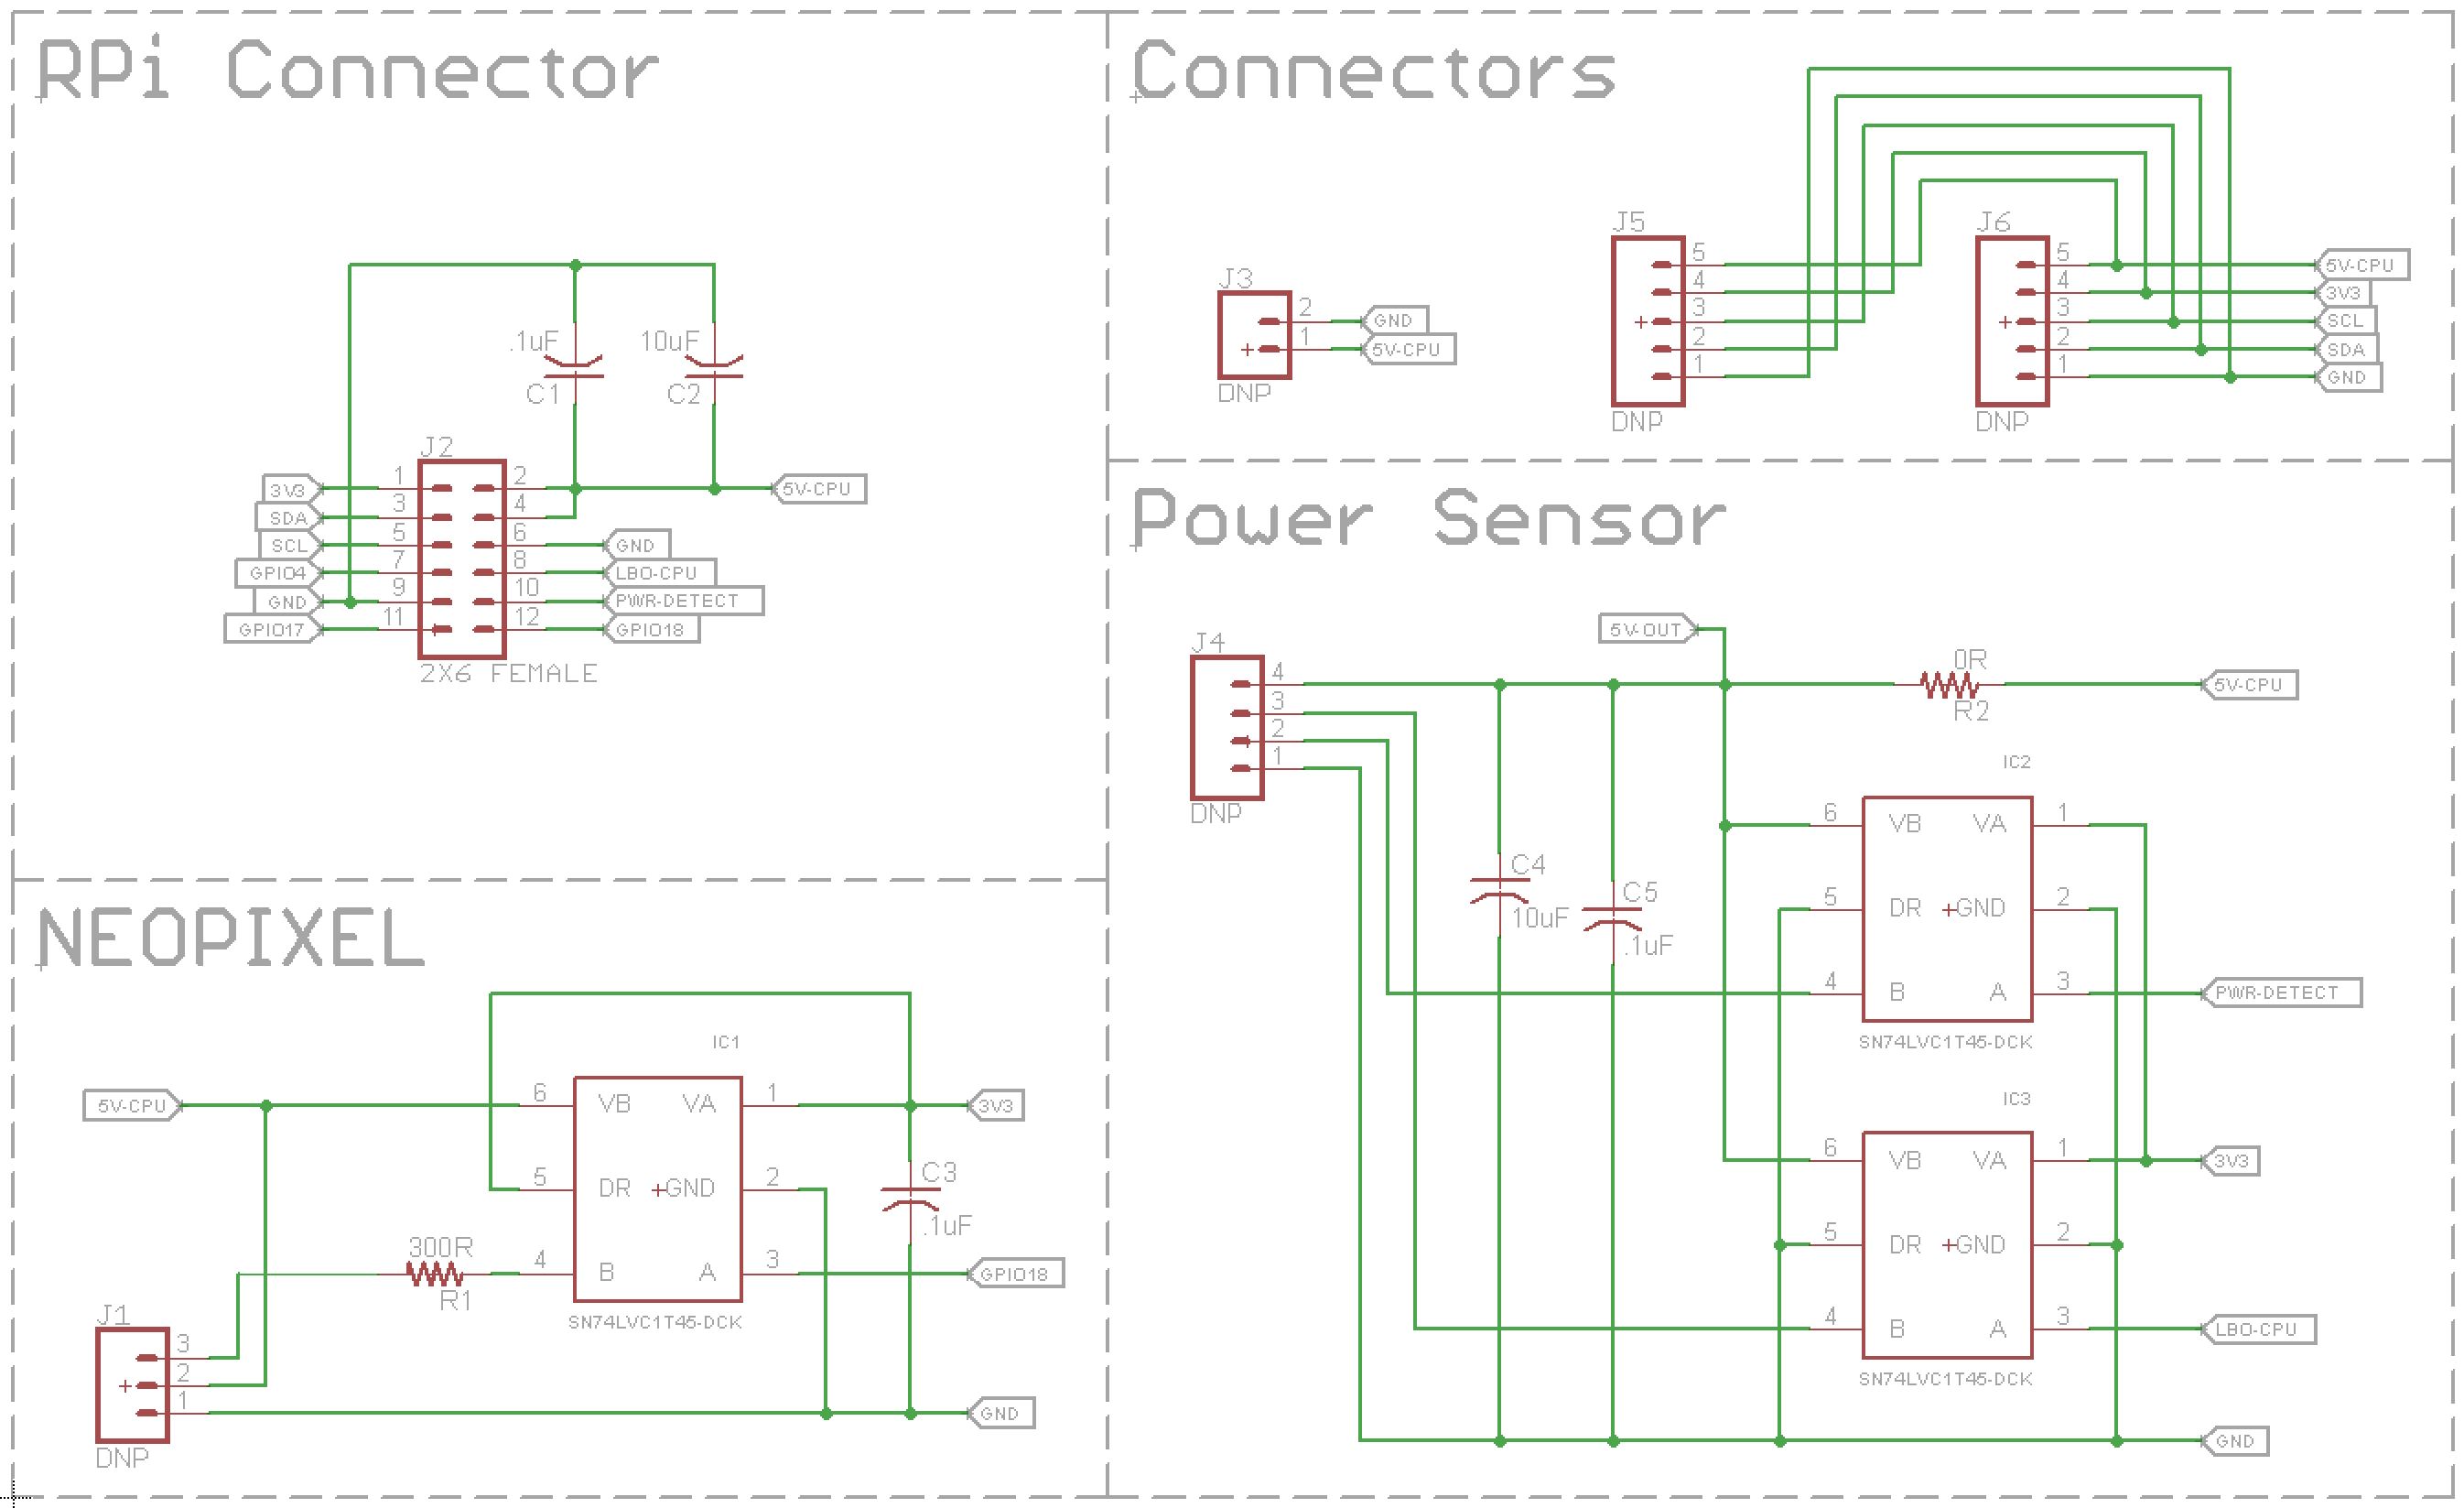 RPi Connector
.1uF
C1
10uF
C2
J2
3V3 1 2 5V-CPU
SDA 3 4
SCL 5 6 GND
GPIO4 7 8 LBO-CPU
GND 9 10 PWR-DETECT
GPIO17 11 12 GPIO18
2X6 FEMALE
Connectors
J3
2 GND
1 5V-CPU
DNP
J5
5
4
3
2
1
DNP
J6
5 5V-CPU
4 3V3
3 SCL
2 SDA
1 GND
DNP
NEOPIXEL
IC1
5V-CPU 6 VB VA 1 3V3
5 DR GND 2
C3
.1uF
300R
R1
4 B A 3 GPIO18
SN74LVC1T45-DCK
J1
3
2
1
DNP
GND
Power Sensor
5V-OUT
J4
4
3
2
1
DNP
0R
R2
5V-CPU
C4
10uF
C5
.1uF
IC2
6 VB VA 1
5 DR GND 2
4 B A 3 PWR-DETECT
SN74LVC1T45-DCK
IC3
6 VB VA 1 3V3
5 DR GND 2
4 B A 3 LBO-CPU
SN74LVC1T45-DCK
GND